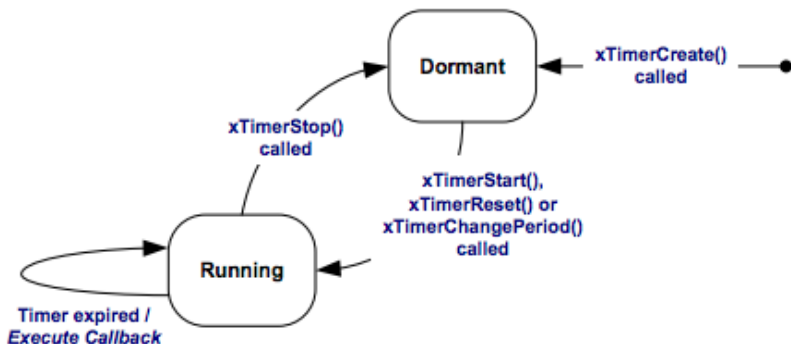 Dormant
xTimerCreate()
called
xTimerStop()
called
xTimerStart(),
xTimerReset() or
xTimerChangePeriod()
called
Running
Timer expired /
Execute Callback